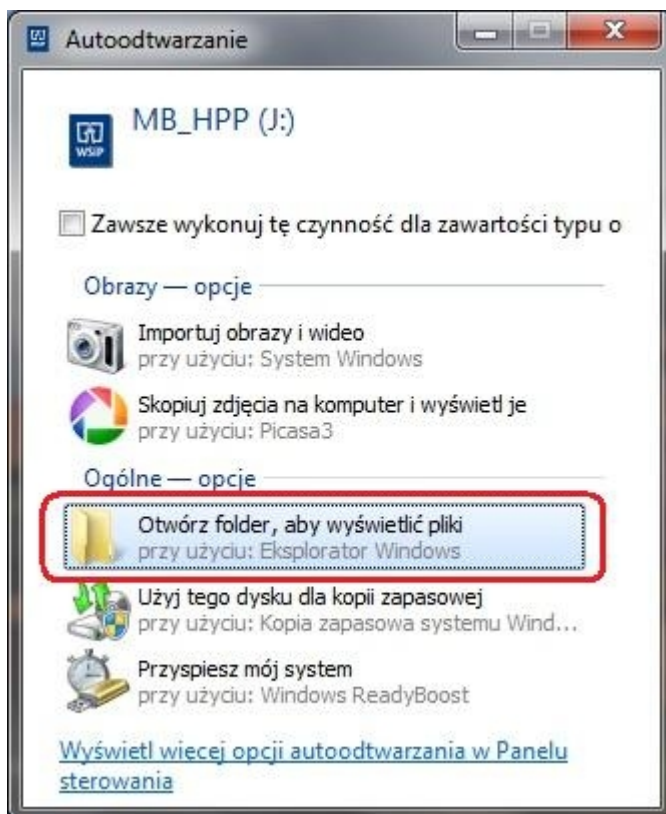 Autoodtwarzanie
MB_HPP (J:)
WSiP
Zawsze wykonuj tę czynność dla zawartości typu o
Obrazy — opcje
Importuj obrazy i wideo
przy użyciu: System Windows
Skopiuj zdjęcia na komputer i wyświetl je
przy użyciu: Picasa3
Ogólne — opcje
Otwórz folder, aby wyświetlić pliki
przy użyciu: Eksplorator Windows
Użyj tego dysku dla kopii zapasowej
przy użyciu: Kopia zapasowa systemu Wind...
Przyspiesz mój system
przy użyciu: Windows ReadyBoost
Wyświetl więcej opcji autoodtwarzania w Panelu
sterowania